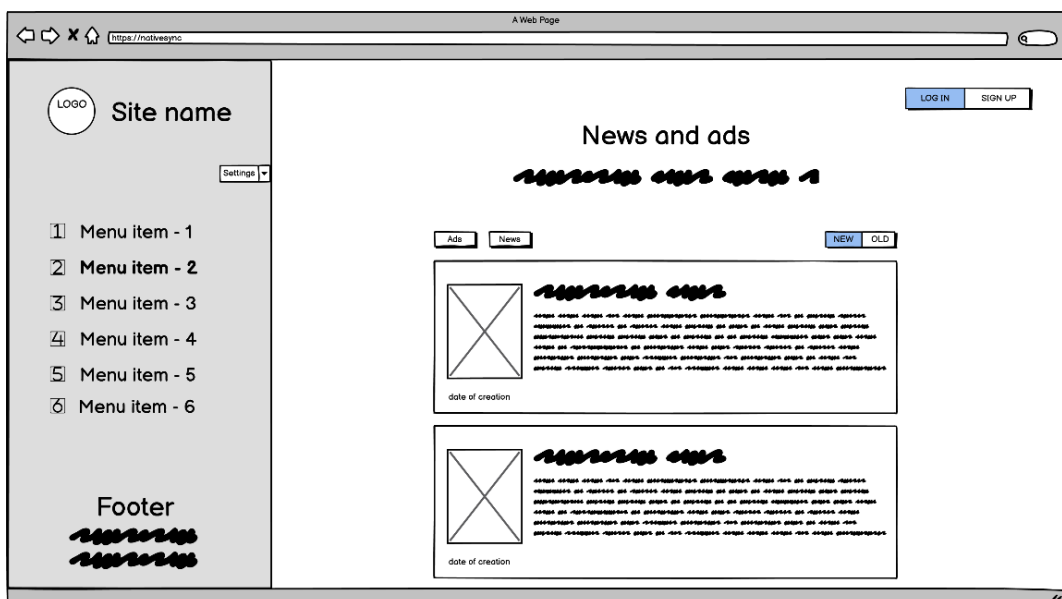 A Web Page
https://nativesync
LOGO
Site name
Settings
1 Menu item - 1
2 Menu item - 2
3 Menu item - 3
4 Menu item - 4
5 Menu item - 5
6 Menu item - 6
Footer
LOG IN SIGN UP
News and ads
Ads News NEW OLD
date of creation
date of creation